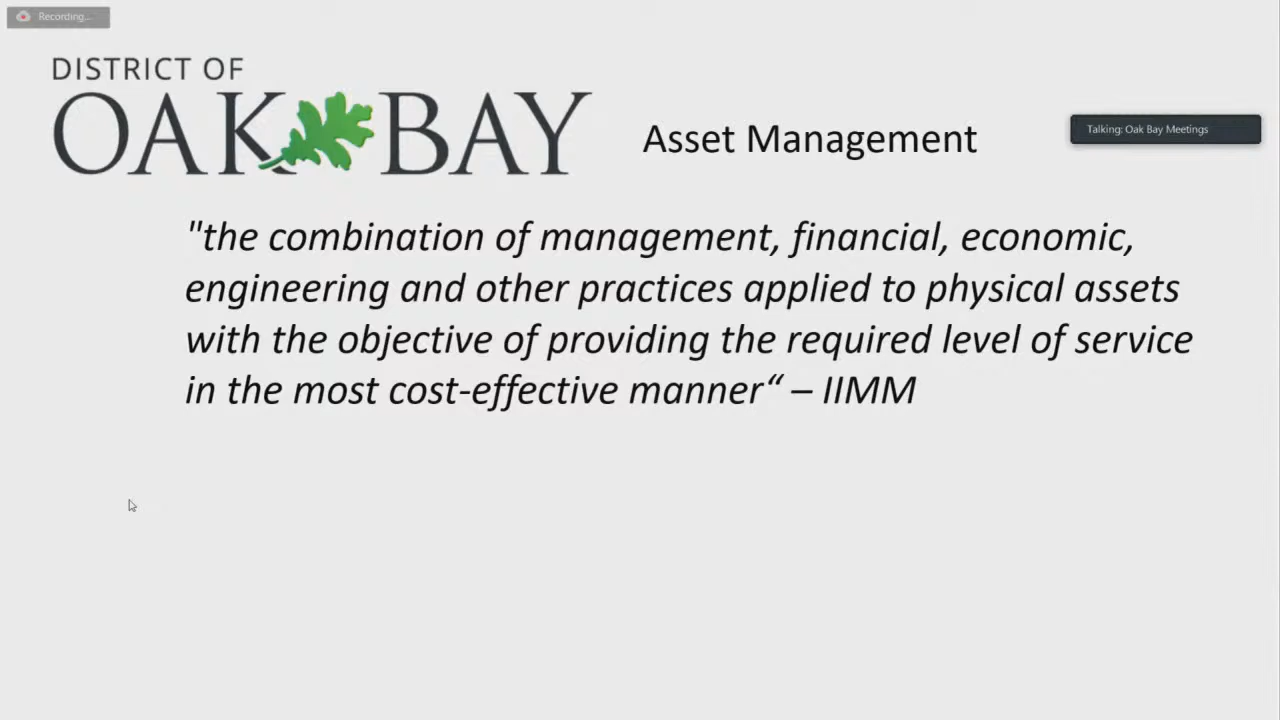 Recording...
DISTRICT OF
OAK BAY
Asset Management
Talking: Oak Bay Meetings
"the combination of management, financial, economic,
engineering and other practices applied to physical assets
with the objective of providing the required level of service
in the most cost-effective manner“ – IIMM